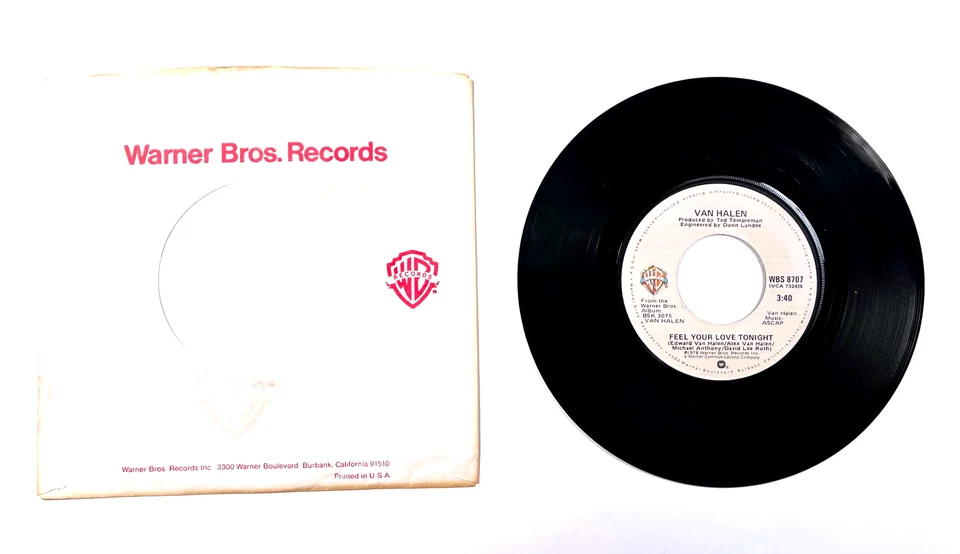 Warner Bros. Records
RECORDS
Warner Bros. Records Inc 3300 Warner Boulevard Burbank, California 91510
Printed in U.S.A
VAN HALEN
Produced by Ted Templeman
Engineered by Donn Landee
WBS 8707
(VCA 7324S)
3:40
From the
Warner Bros.
Album
BSK 3075
VAN HALEN
Van Halen
Music-
ASCAP
FEEL YOUR LOVE TONIGHT
(Edward Van Halen/Alex Van Halen/
Michael Anthony/David Lee Roth)
℗1978 Warner Bros. Records Inc.
a Warner Communications Company